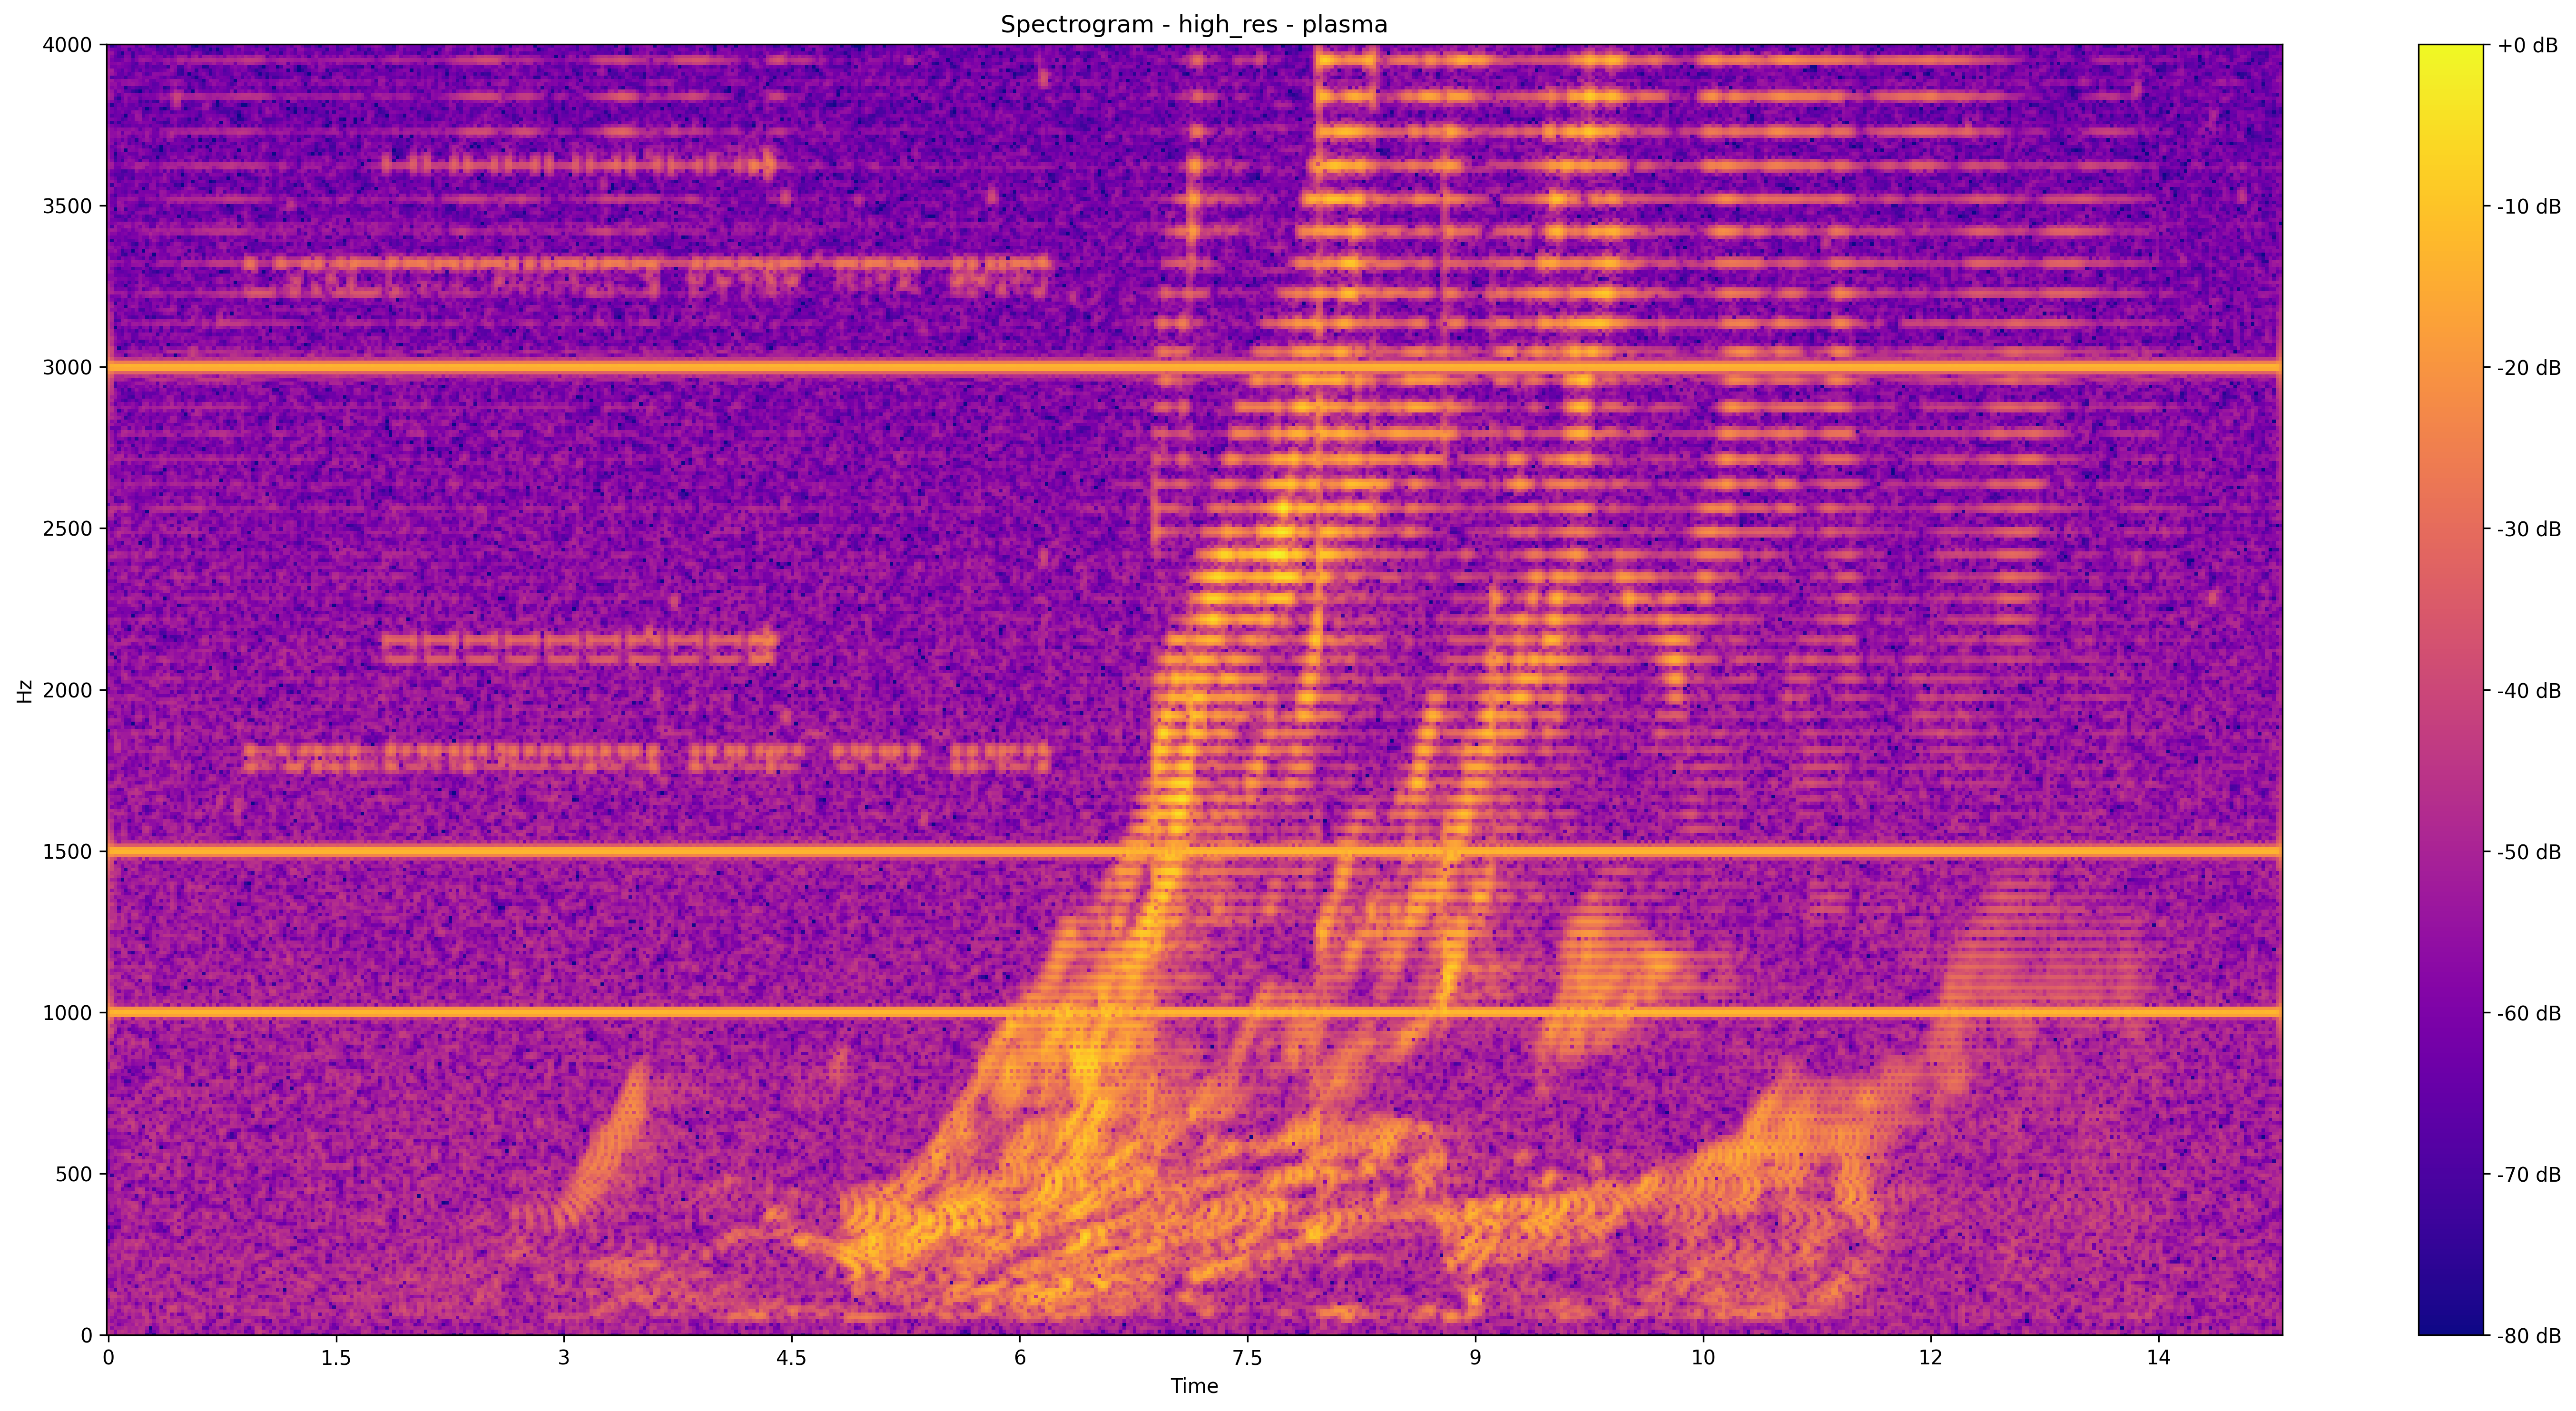 Spectrogram - high_res - plasma
4000
3500
3000
2500
2000
1500
1000
500
0
Hz
0
1.5
3
4.5
6
7.5
9
10
12
14
Time
+0 dB
-10 dB
-20 dB
-30 dB
-40 dB
-50 dB
-60 dB
-70 dB
-80 dB